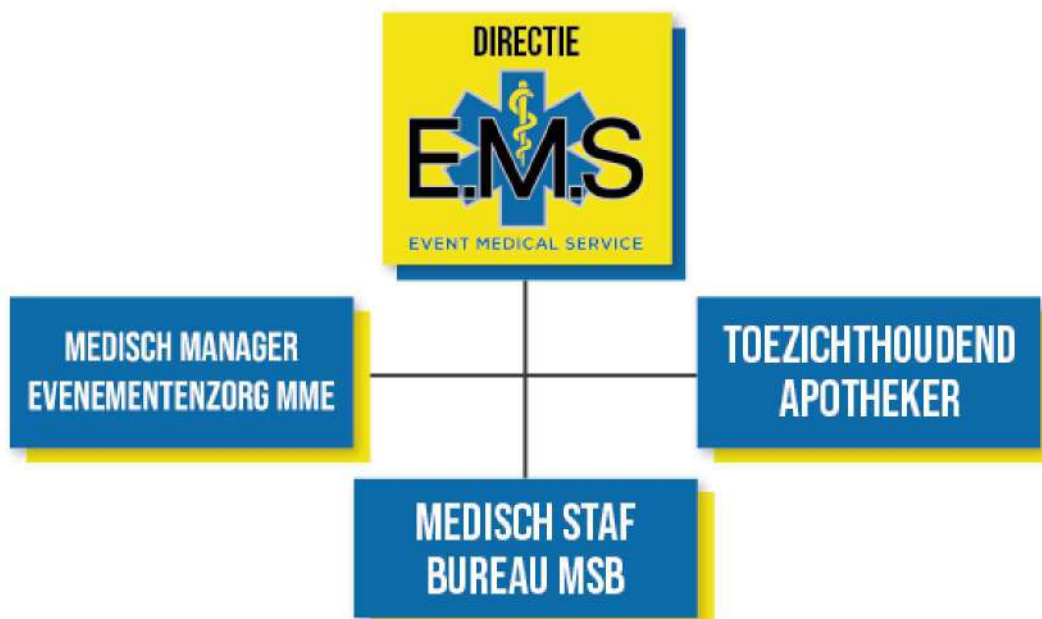 DIRECTIE
E.M.S
EVENT MEDICAL SERVICE
MEDISCH MANAGER
EVENEMENTENZORG MME
TOEZICHTHOUDEND
APOTHEKER
MEDISCH STAF
BUREAU MSB